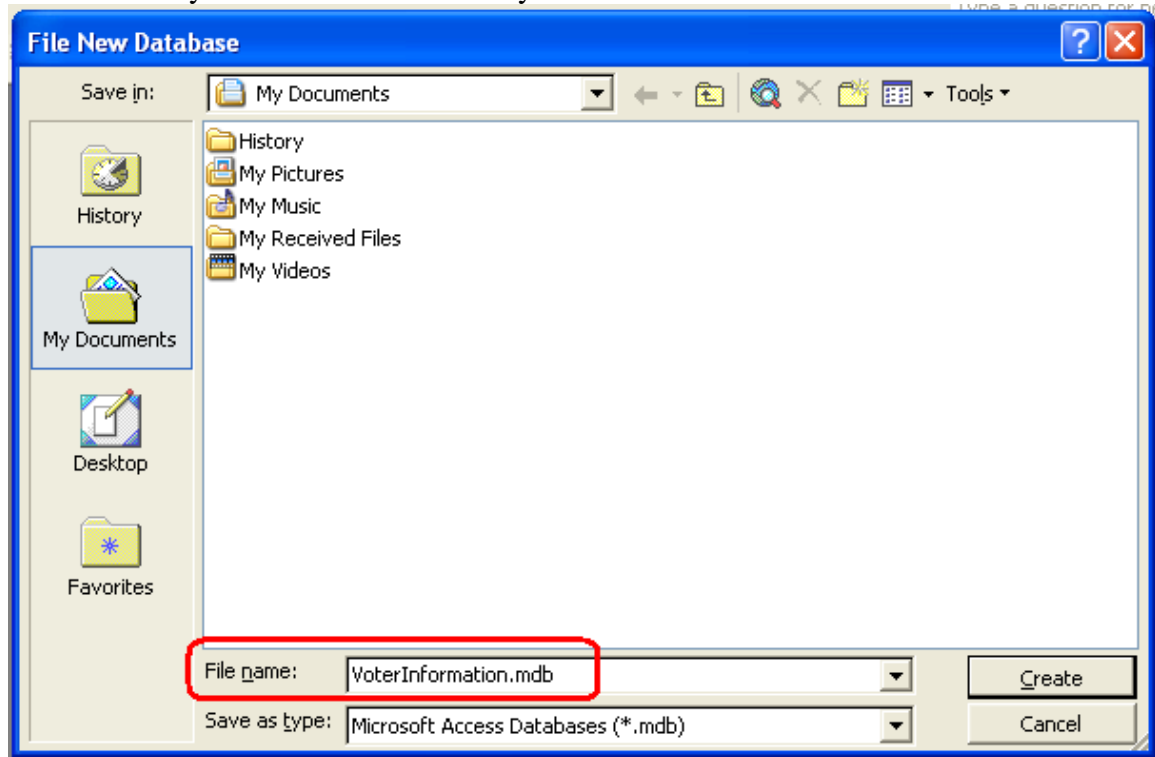 File New Database
Save in:
My Documents
Tools
History
My Pictures
My Music
My Received Files
My Videos
History
My Documents
Desktop
Favorites
File name:
VoterInformation.mdb
Create
Save as type:
Microsoft Access Databases (*.mdb)
Cancel